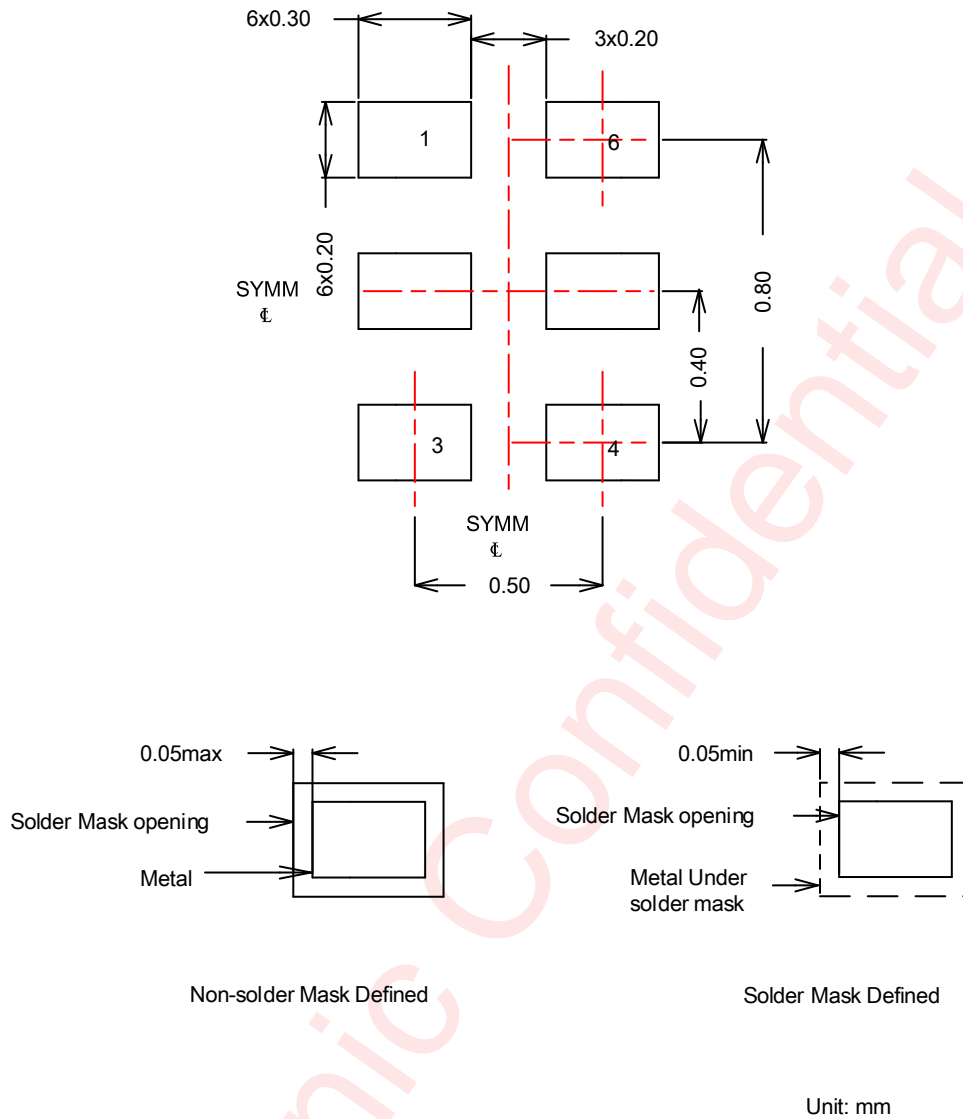 6x0.30
3x0.20
1
6
6x0.20
SYMM
℄
0.80
0.40
3
4
SYMM
℄
0.50
0.05max
Solder Mask opening
Metal
Non-solder Mask Defined
0.05min
Solder Mask opening
Metal Under
solder mask
Solder Mask Defined
Unit: mm
nic Confidential